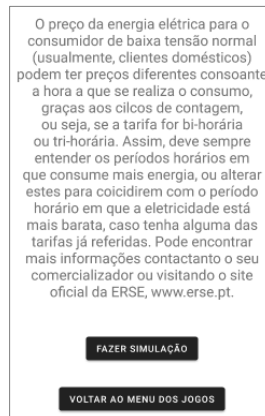 O preço da energia elétrica para o
consumidor de baixa tensão normal
(usualmente, clientes domésticos)
podem ter preços diferentes consoante
a hora a que se realiza o consumo,
graças aos cilcos de contagem,
ou seja, se a tarifa for bi-horária
ou tri-horária. Assim, deve sempre
entender os períodos horários em
que consume mais energia, ou alterar
estes para coicidirem com o período
horário em que a eletricidade está
mais barata, caso tenha alguma das
tarifas já referidas. Pode encontrar
mais informações contactanto o seu
comercializador ou visitando o site
oficial da ERSE, www.erse.pt.
FAZER SIMULAÇÃO
VOLTAR AO MENU DOS JOGOS